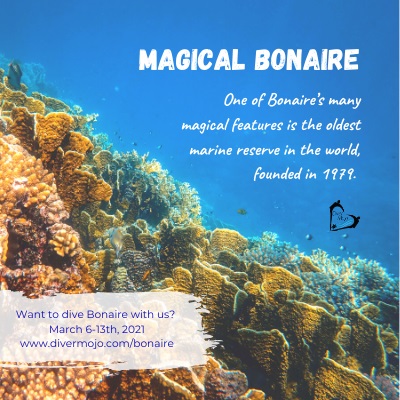 MAGICAL BONAIRE
One of Bonaire's many
magical features is the oldest
marine reserve in the world,
founded in 1979.
Want to dive Bonaire with us?
March 6-13th, 2021
www.divermojo.com/bonaire